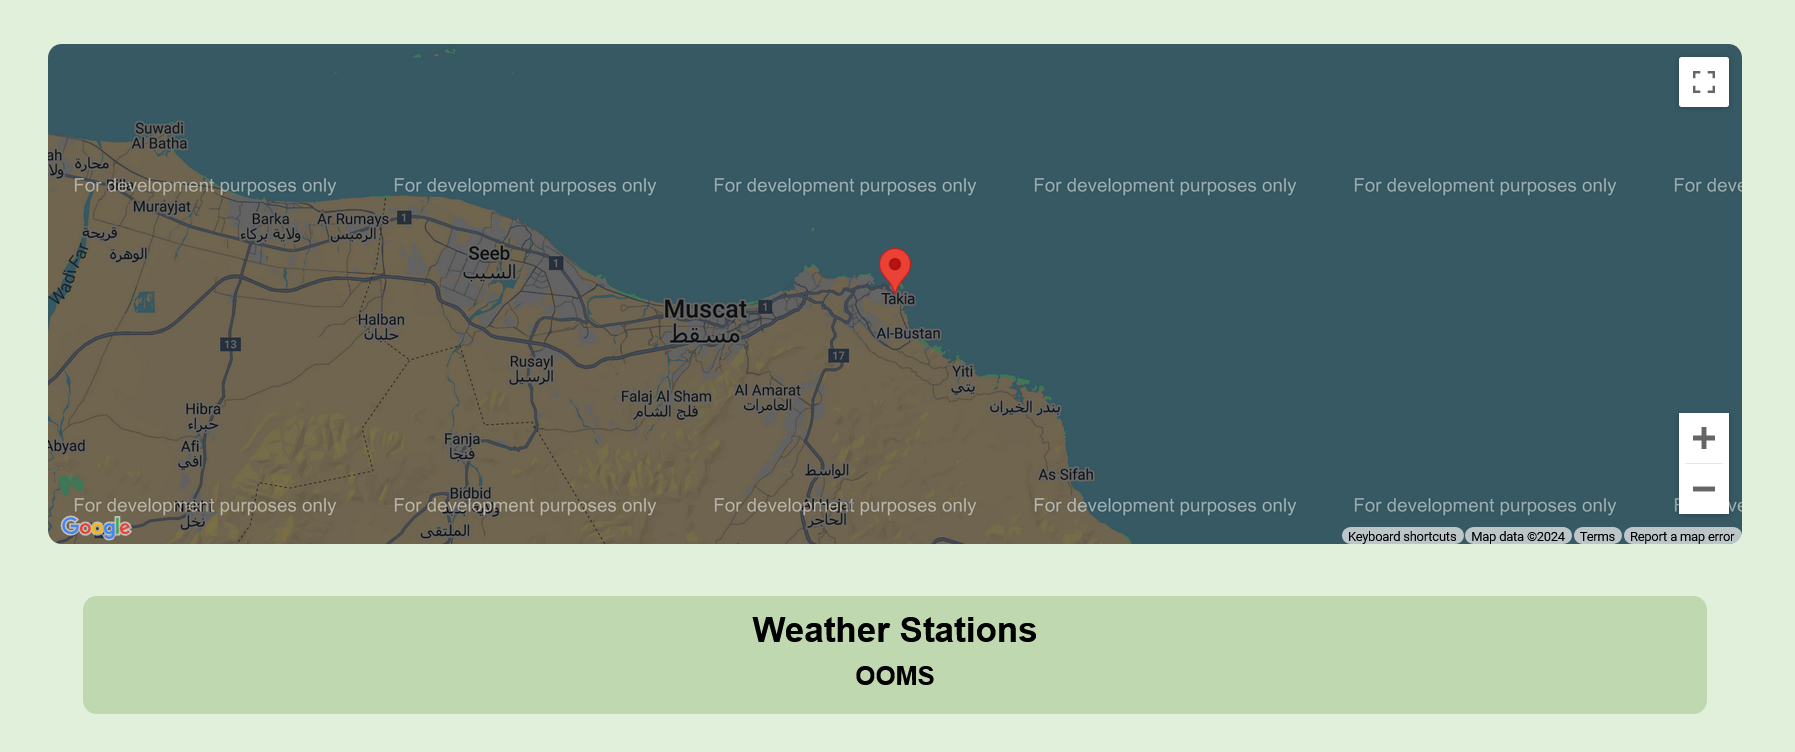 Suwadi
Al Batha
محارة
For development purposes only
For development purposes only
For development purposes only
For development purposes only
For development purposes only
For deve
Murayjat
Barka
ولاية بركاء
Ar Rumays
الرميس
1
قريحة
الوهرة
Wadi Far
Seeb
السيب
1
Takia
Muscat
مسقط
1
Halban
حلبان
13
Al-Bustan
17
Rusayl
الرسيل
Yiti
يتي
Falaj Al Sham
فلج الشام
Al Amarat
العامرات
بندر الخيران
Hibra
حبراء
Afi
افي
Abyad
Fanja
فنجا
الواسط
As Sifah
Bidbid
For development purposes only
For development purposes only
For development purposes only
For development purposes only
For development purposes only
نخل
الحاجر
الملتقى
Google
Keyboard shortcuts
Map data ©2024
Terms
Report a map error
Weather Stations
OOMS